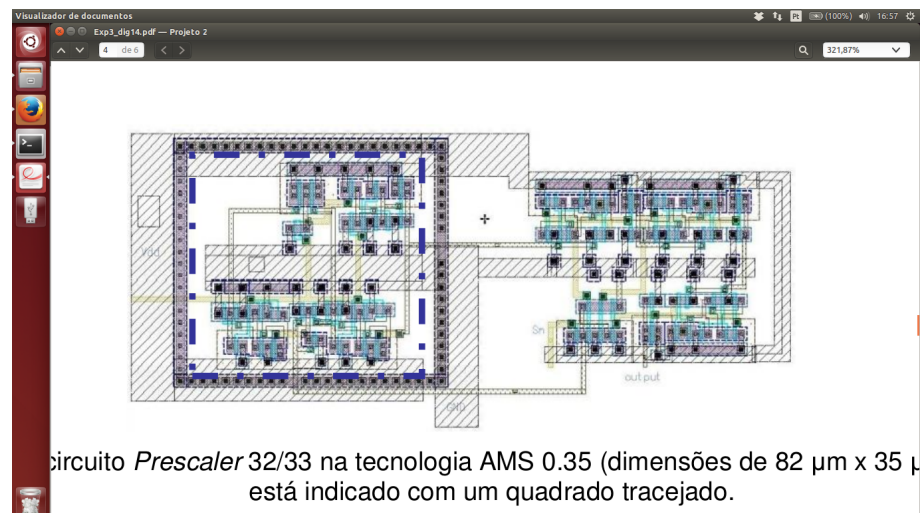 Visualizador de documentos
Pt (100%) 16:57
Exp3_dig14.pdf — Projeto 2
4 de 6
321,87%
Vdd
Sn
output
GND
circuito Prescaler 32/33 na tecnologia AMS 0.35 (dimensões de 82 µm x 35 µ
está indicado com um quadrado tracejado.